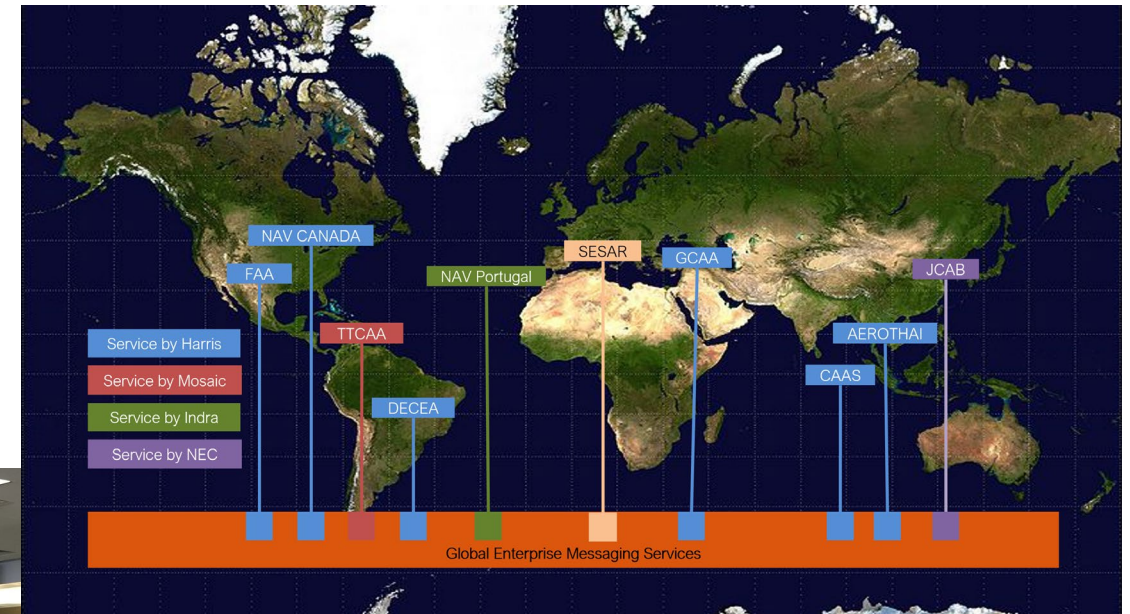 NAV CANADA
FAA
NAV Portugal
SESAR
GCAA
JCAB
TTCAA
AEROTHAI
CAAS
DECEA
Service by Harris
Service by Mosaic
Service by Indra
Service by NEC
Global Enterprise Messaging Services